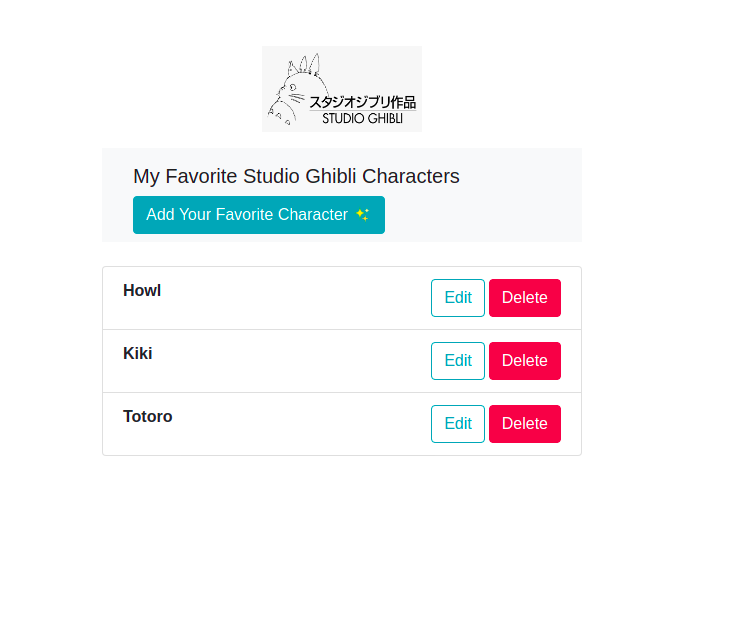 スタジオジブリ作品
STUDIO GHIBLI
My Favorite Studio Ghibli Characters
Add Your Favorite Character ✨
Howl Edit Delete
Kiki Edit Delete
Totoro Edit Delete